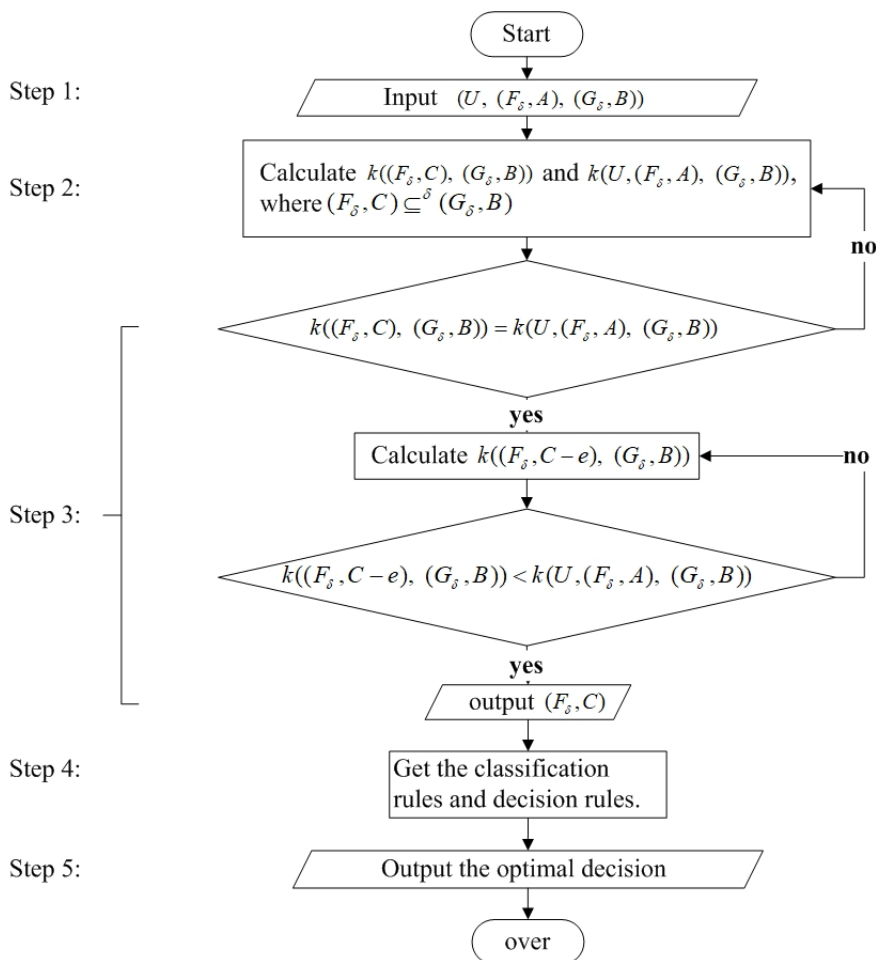 Start
Step 1:
Input (U, (F_δ, A), (G_δ, B))
Step 2:
Calculate k((F_δ, C), (G_δ, B)) and k(U, (F_δ, A), (G_δ, B)),
where (F_δ, C) ⊆^δ (G_δ, B)
no
k((F_δ, C), (G_δ, B)) = k(U, (F_δ, A), (G_δ, B))
yes
Calculate k((F_δ, C − e), (G_δ, B))
no
Step 3:
k((F_δ, C − e), (G_δ, B)) < k(U, (F_δ, A), (G_δ, B))
yes
output (F_δ, C)
Step 4:
Get the classification
rules and decision rules.
Step 5:
Output the optimal decision
over